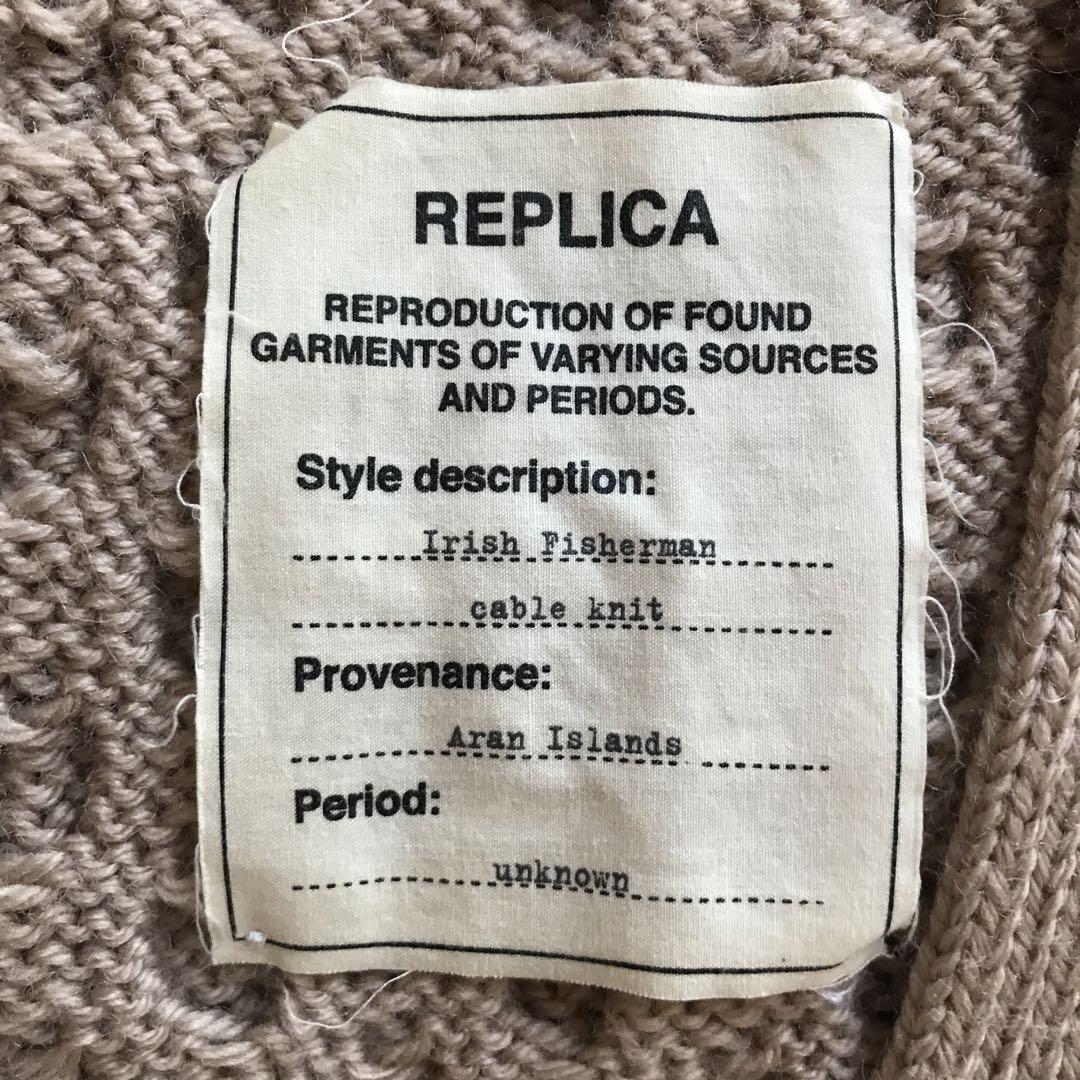 REPLICA
REPRODUCTION OF FOUND
GARMENTS OF VARYING SOURCES
AND PERIODS.
Style description:
Irish Fisherman
cable knit
Provenance:
Aran Islands
Period:
unknown